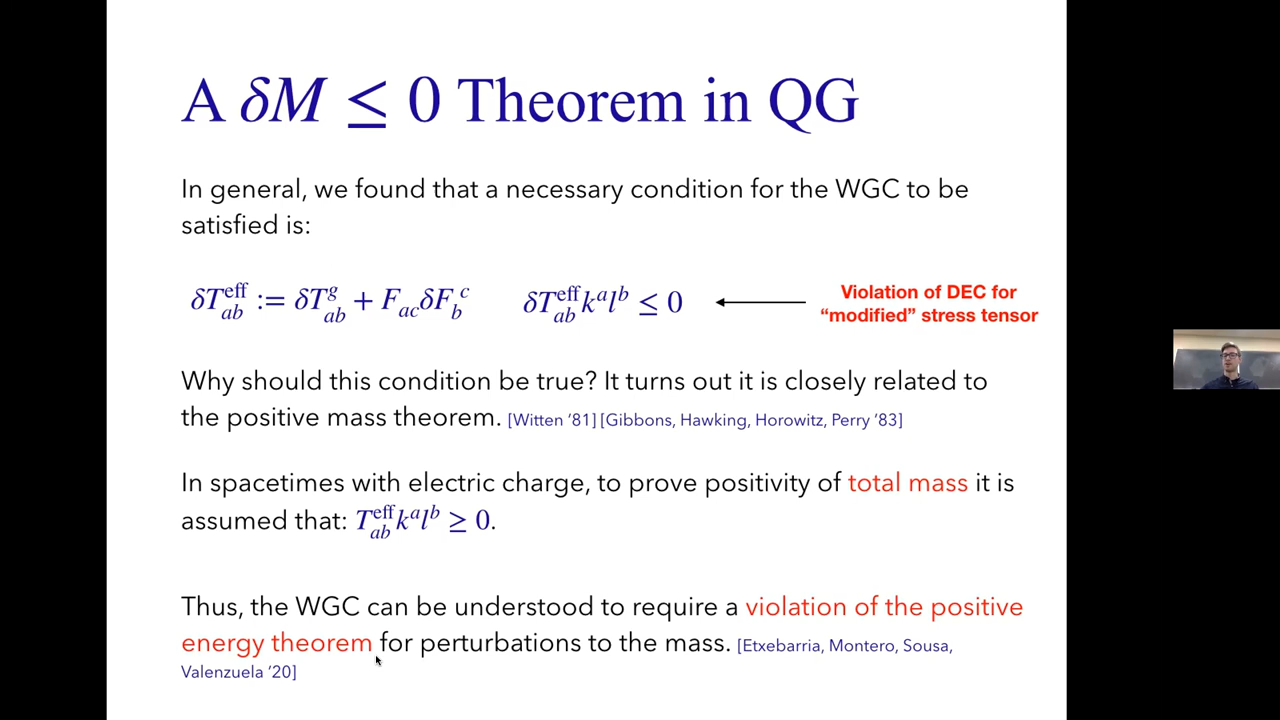 A δM ≤ 0 Theorem in QG
In general, we found that a necessary condition for the WGC to be
satisfied is:
δT^eff_ab := δT^g_ab + F_ac δF_b^c    δT^eff_ab k^a l^b ≤ 0
Violation of DEC for
“modified” stress tensor
Why should this condition be true? It turns out it is closely related to
the positive mass theorem. [Witten ’81] [Gibbons, Hawking, Horowitz, Perry ’83]
In spacetimes with electric charge, to prove positivity of total mass it is
assumed that: T^eff_ab k^a l^b ≥ 0.
Thus, the WGC can be understood to require a violation of the positive
energy theorem for perturbations to the mass. [Etxebarria, Montero, Sousa,
Valenzuela ’20]